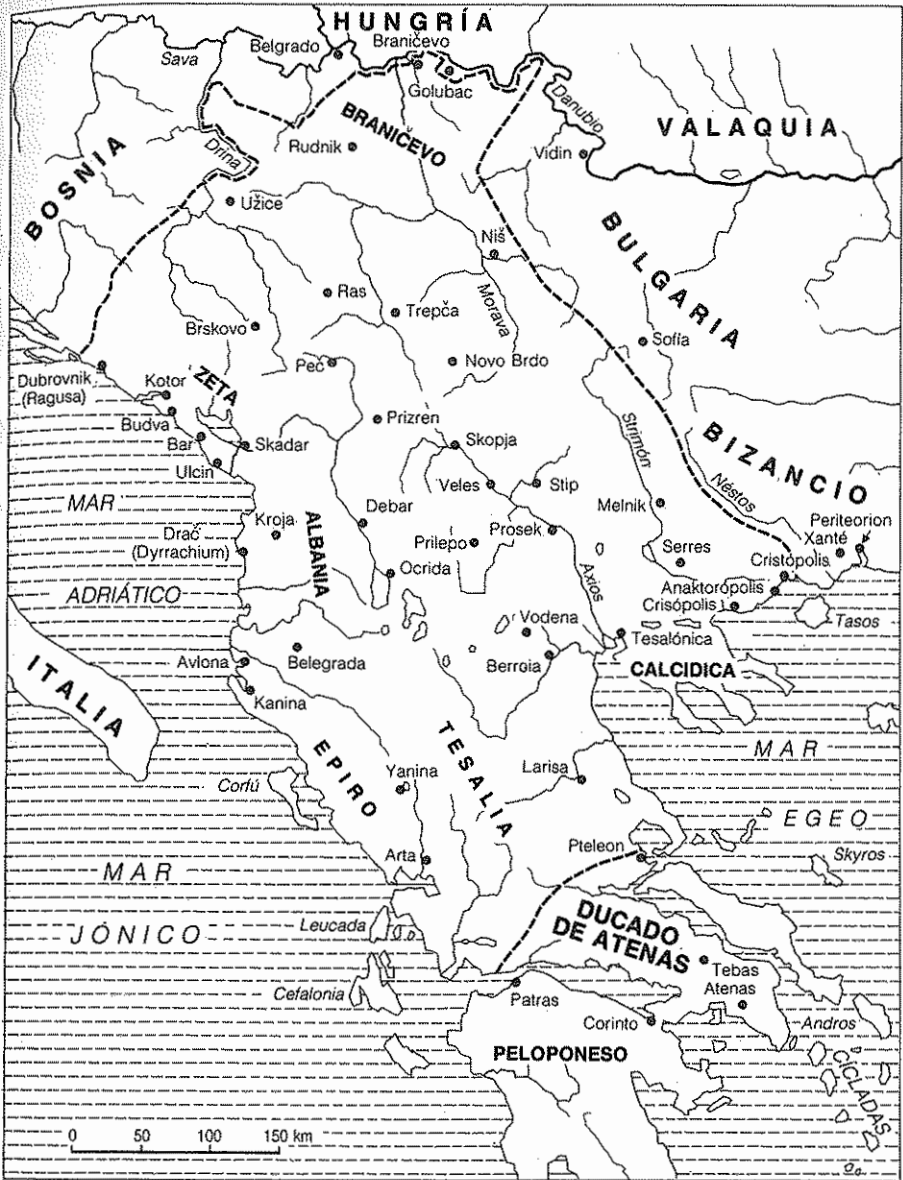 HUNGRÍA
Belgrado
Braničevo
Sava
Golubac
Danubio
BRANIČEVO
VALAQUIA
Rudnik
Vidin
Drina
BOSNIA
Užice
BULGARIA
Niš
Ras
Trepča
Morava
Brskovo
Sofía
Peč
Novo Brdo
Dubrovnik
(Ragusa)
Kotor
ZETA
Budva
Prizren
Strimón
BIZANCIO
Bar
Skadar
Skopja
Ulcin
Veles
Stip
Néstos
MAR
Melnik
Periteorion
Kroja
Debar
Xanté
Drač
(Dyrrachium)
ALBANIA
Prilepo
Prosek
Serres
Cristópolis
Ocrida
Axios
Anaktorópolis
ADRIÁTICO
Crisópolis
Tasos
Vodena
Tesalónica
Avlona
Belegrada
Berroia
CALCIDICA
ITALIA
Kanina
TESALIA
MAR
EPIRO
Larisa
Corfú
Yanina
EGEO
Pteleon
Arta
Skyros
MAR
DUCADO
DE ATENAS
Leucada
JÓNICO
Tebas
Atenas
Cefalonia
Patras
Corinto
Andros
PELOPONESO
CÍCLADAS
0 50 100 150 km